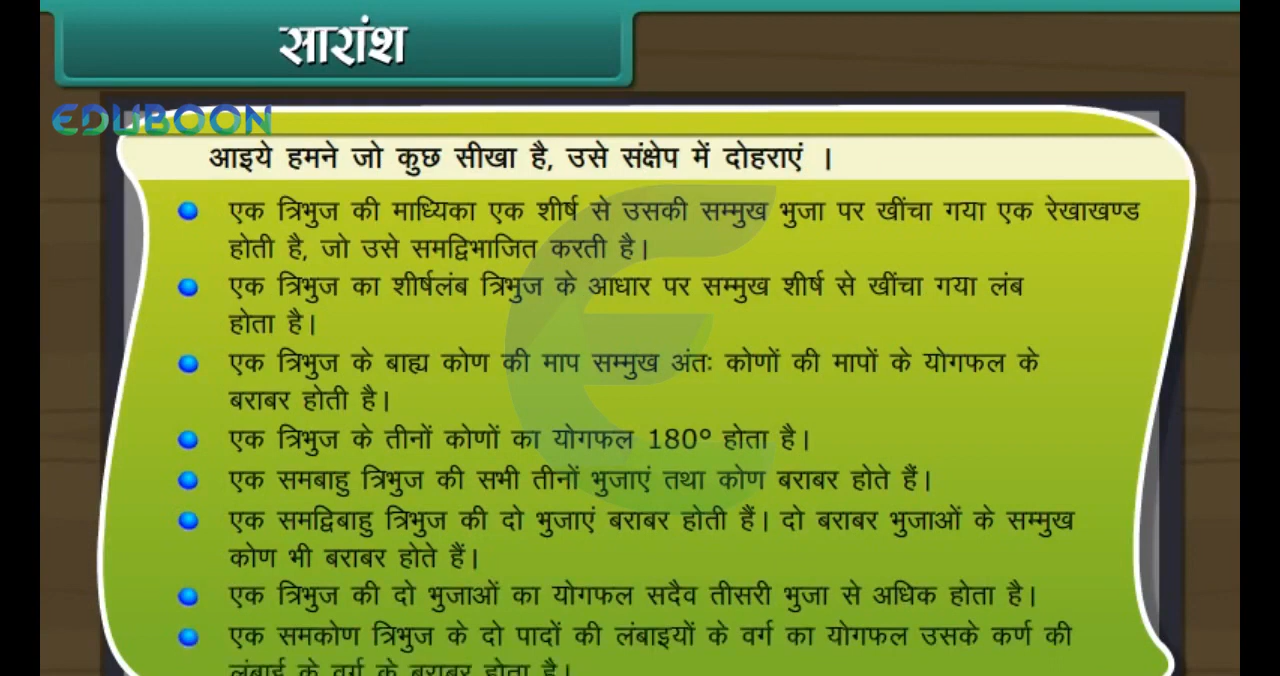 सारांश
EDUBOON
आइये हमने जो कुछ सीखा है, उसे संक्षेप में दोहराएं ।
एक त्रिभुज की माध्यिका एक शीर्ष से उसकी सम्मुख भुजा पर खींचा गया एक रेखाखण्ड
होती है, जो उसे समद्विभाजित करती है।
एक त्रिभुज का शीर्षलंब त्रिभुज के आधार पर सम्मुख शीर्ष से खींचा गया लंब
होता है।
एक त्रिभुज के बाह्य कोण की माप सम्मुख अंतः कोणों की मापों के योगफल के
बराबर होती है।
एक त्रिभुज के तीनों कोणों का योगफल 180° होता है।
एक समबाहु त्रिभुज की सभी तीनों भुजाएं तथा कोण बराबर होते हैं।
एक समद्विबाहु त्रिभुज की दो भुजाएं बराबर होती हैं। दो बराबर भुजाओं के सम्मुख
कोण भी बराबर होते हैं।
एक त्रिभुज की दो भुजाओं का योगफल सदैव तीसरी भुजा से अधिक होता है।
एक समकोण त्रिभुज के दो पादों की लंबाइयों के वर्ग का योगफल उसके कर्ण की
लंबाई के वर्ग के बराबर होता है।